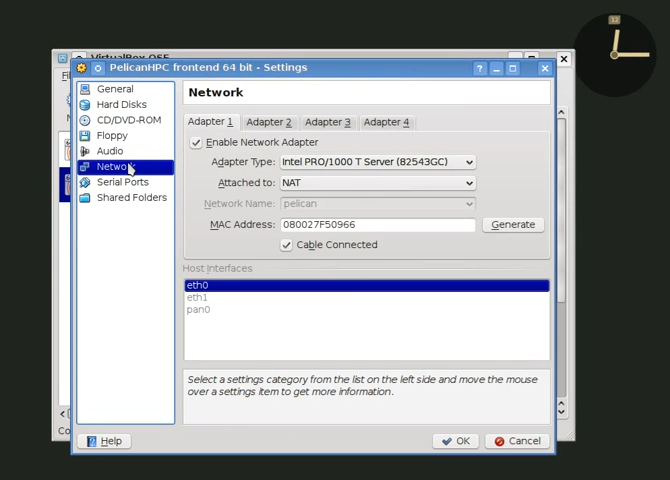 12
VirtualBox OSE
PelicanHPC frontend 64 bit - Settings
General
Hard Disks
CD/DVD-ROM
Floppy
Audio
Network
Serial Ports
Shared Folders
Network
Adapter 1 Adapter 2 Adapter 3 Adapter 4
Enable Network Adapter
Adapter Type: Intel PRO/1000 T Server (82543GC)
Attached to: NAT
Network Name: pelican
MAC Address: 080027F50966 Generate
Cable Connected
Host Interfaces
eth0
eth1
pan0
Select a settings category from the list on the left side and move the mouse
over a settings item to get more information.
Help OK Cancel